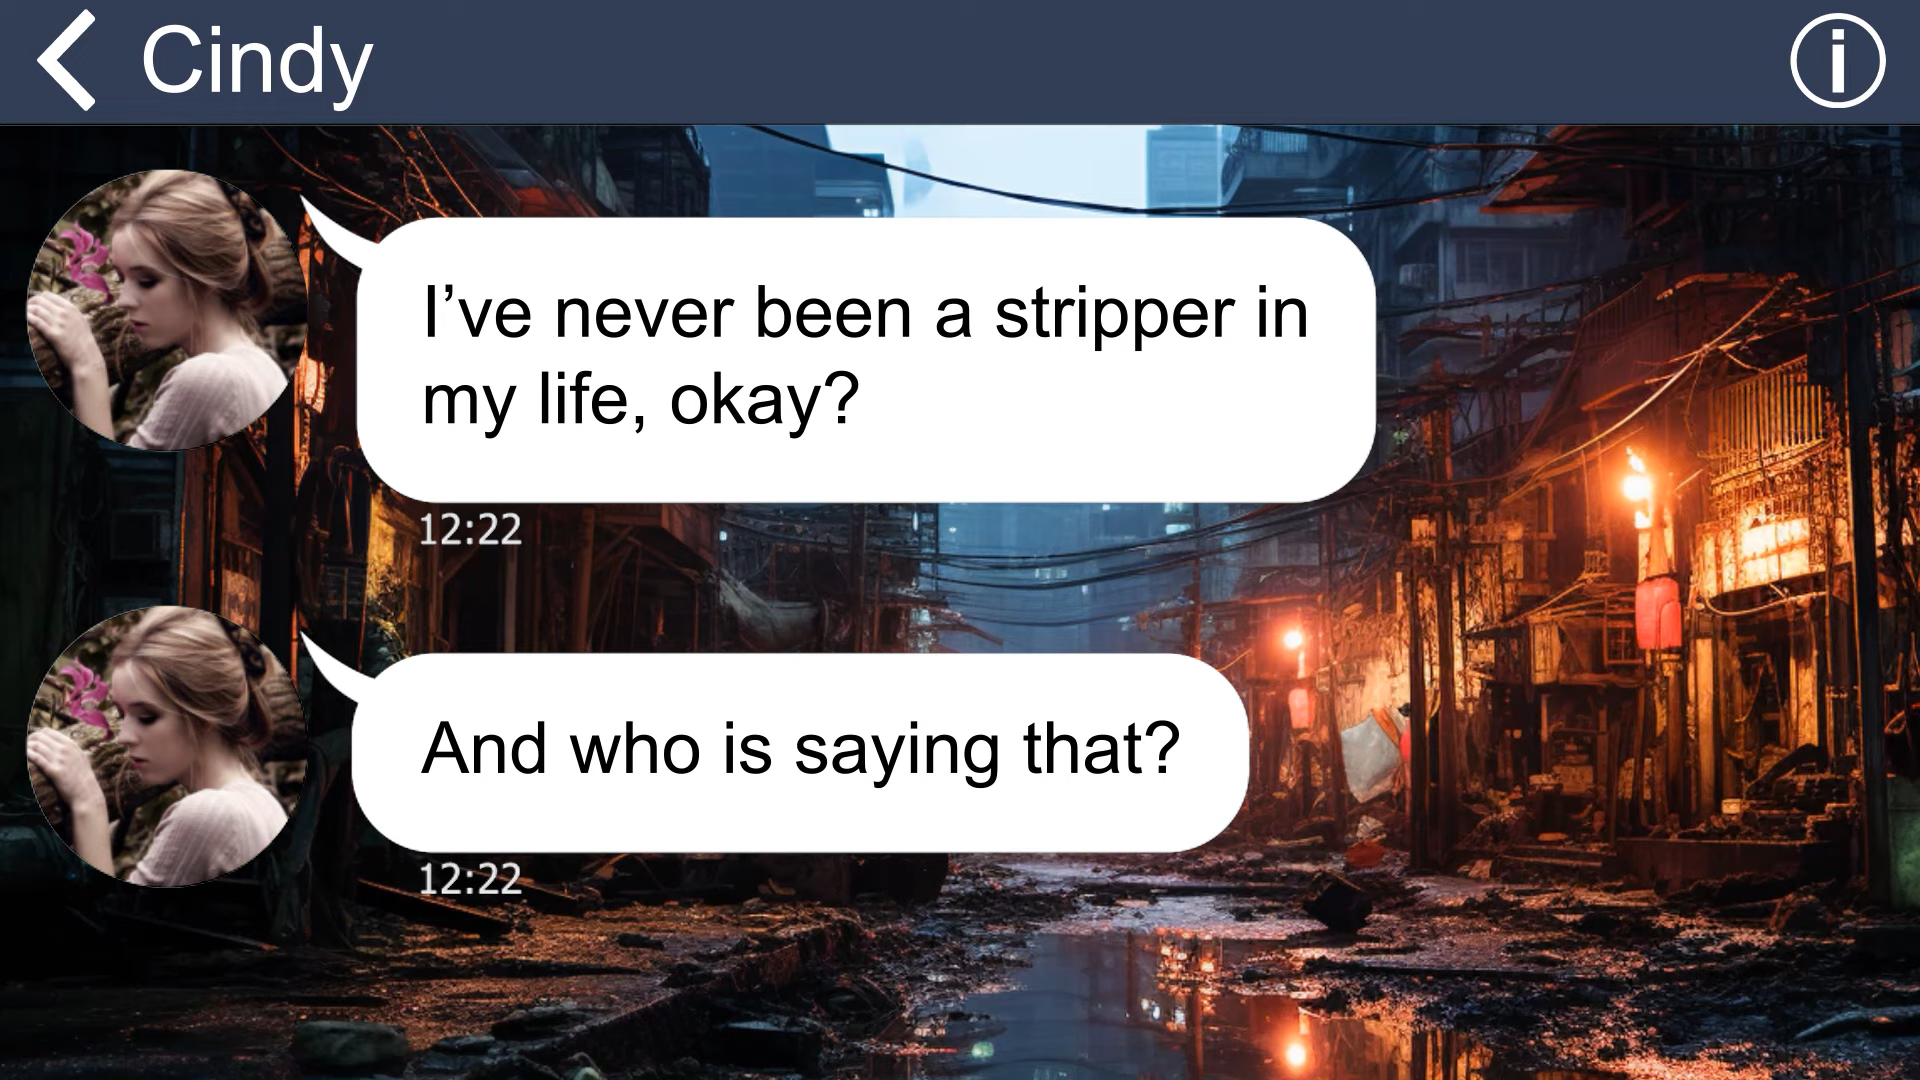 Cindy
I’ve never been a stripper in
my life, okay?
12:22
And who is saying that?
12:22